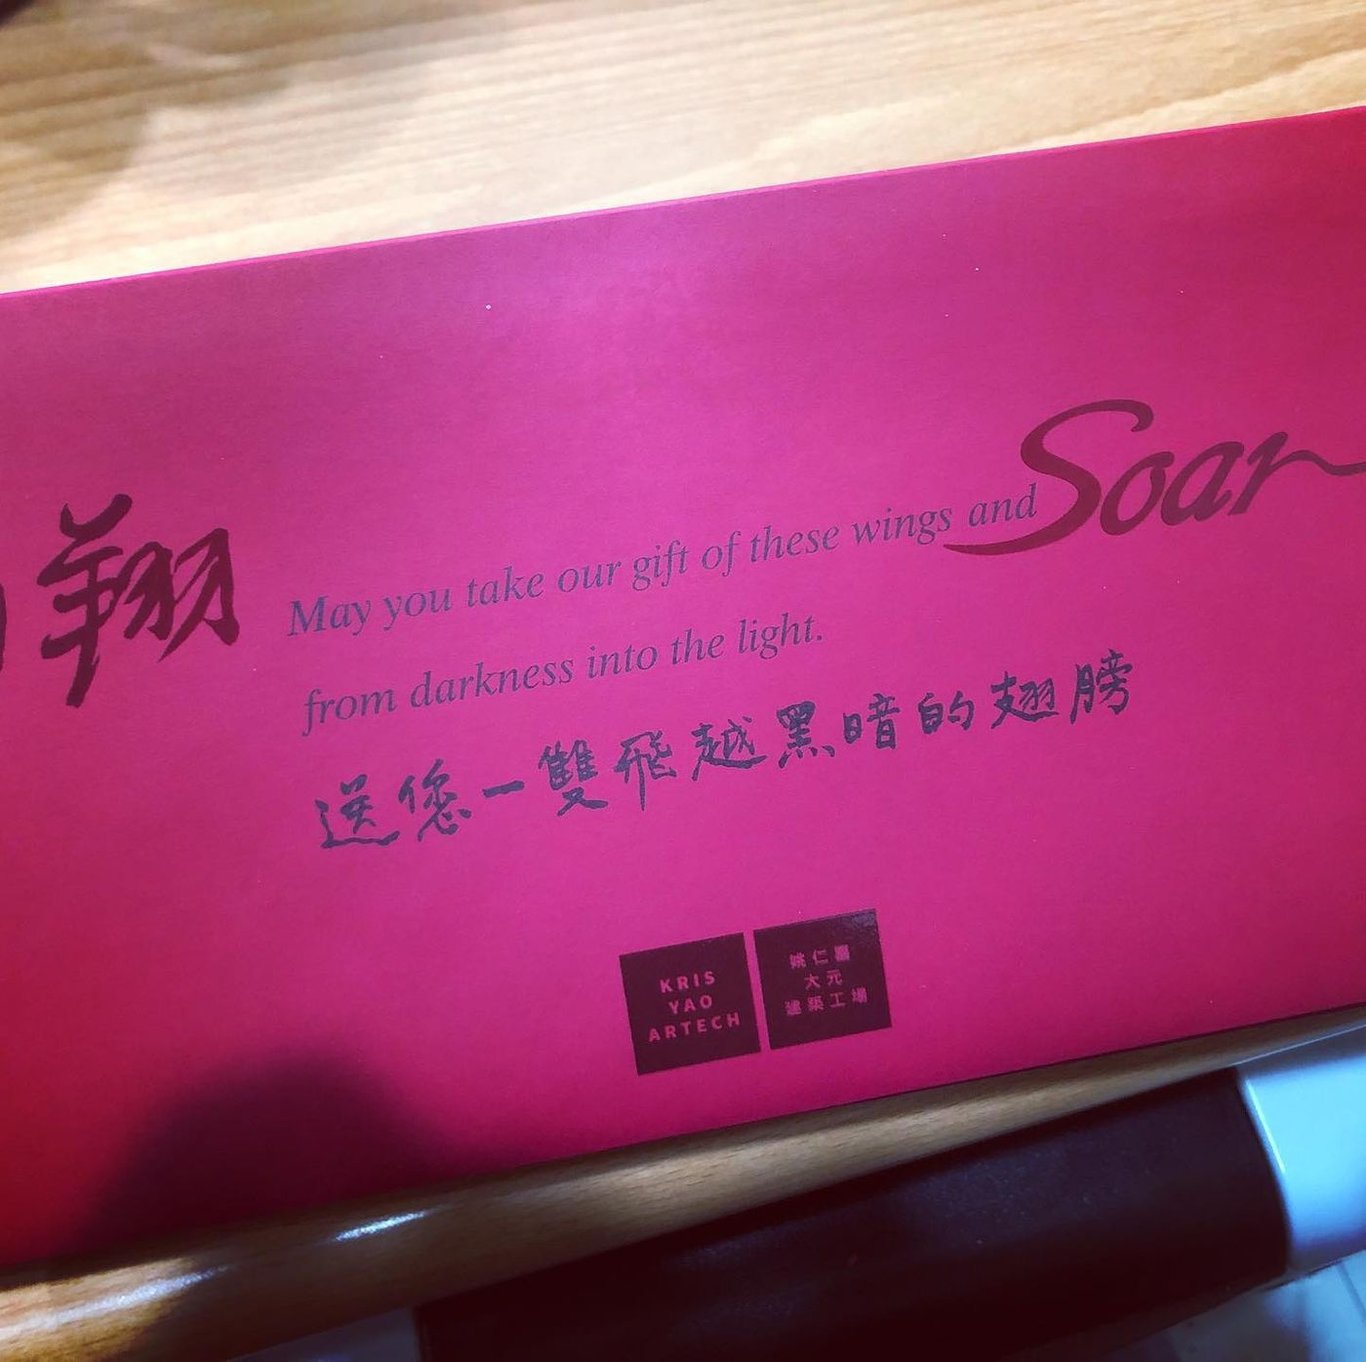 翔
May you take our gift of these wings and Soar
from darkness into the light.
送您一雙飛越黑暗的翅膀
KRIS
YAO
ARTECH
姚仁喜
大元
建築工場